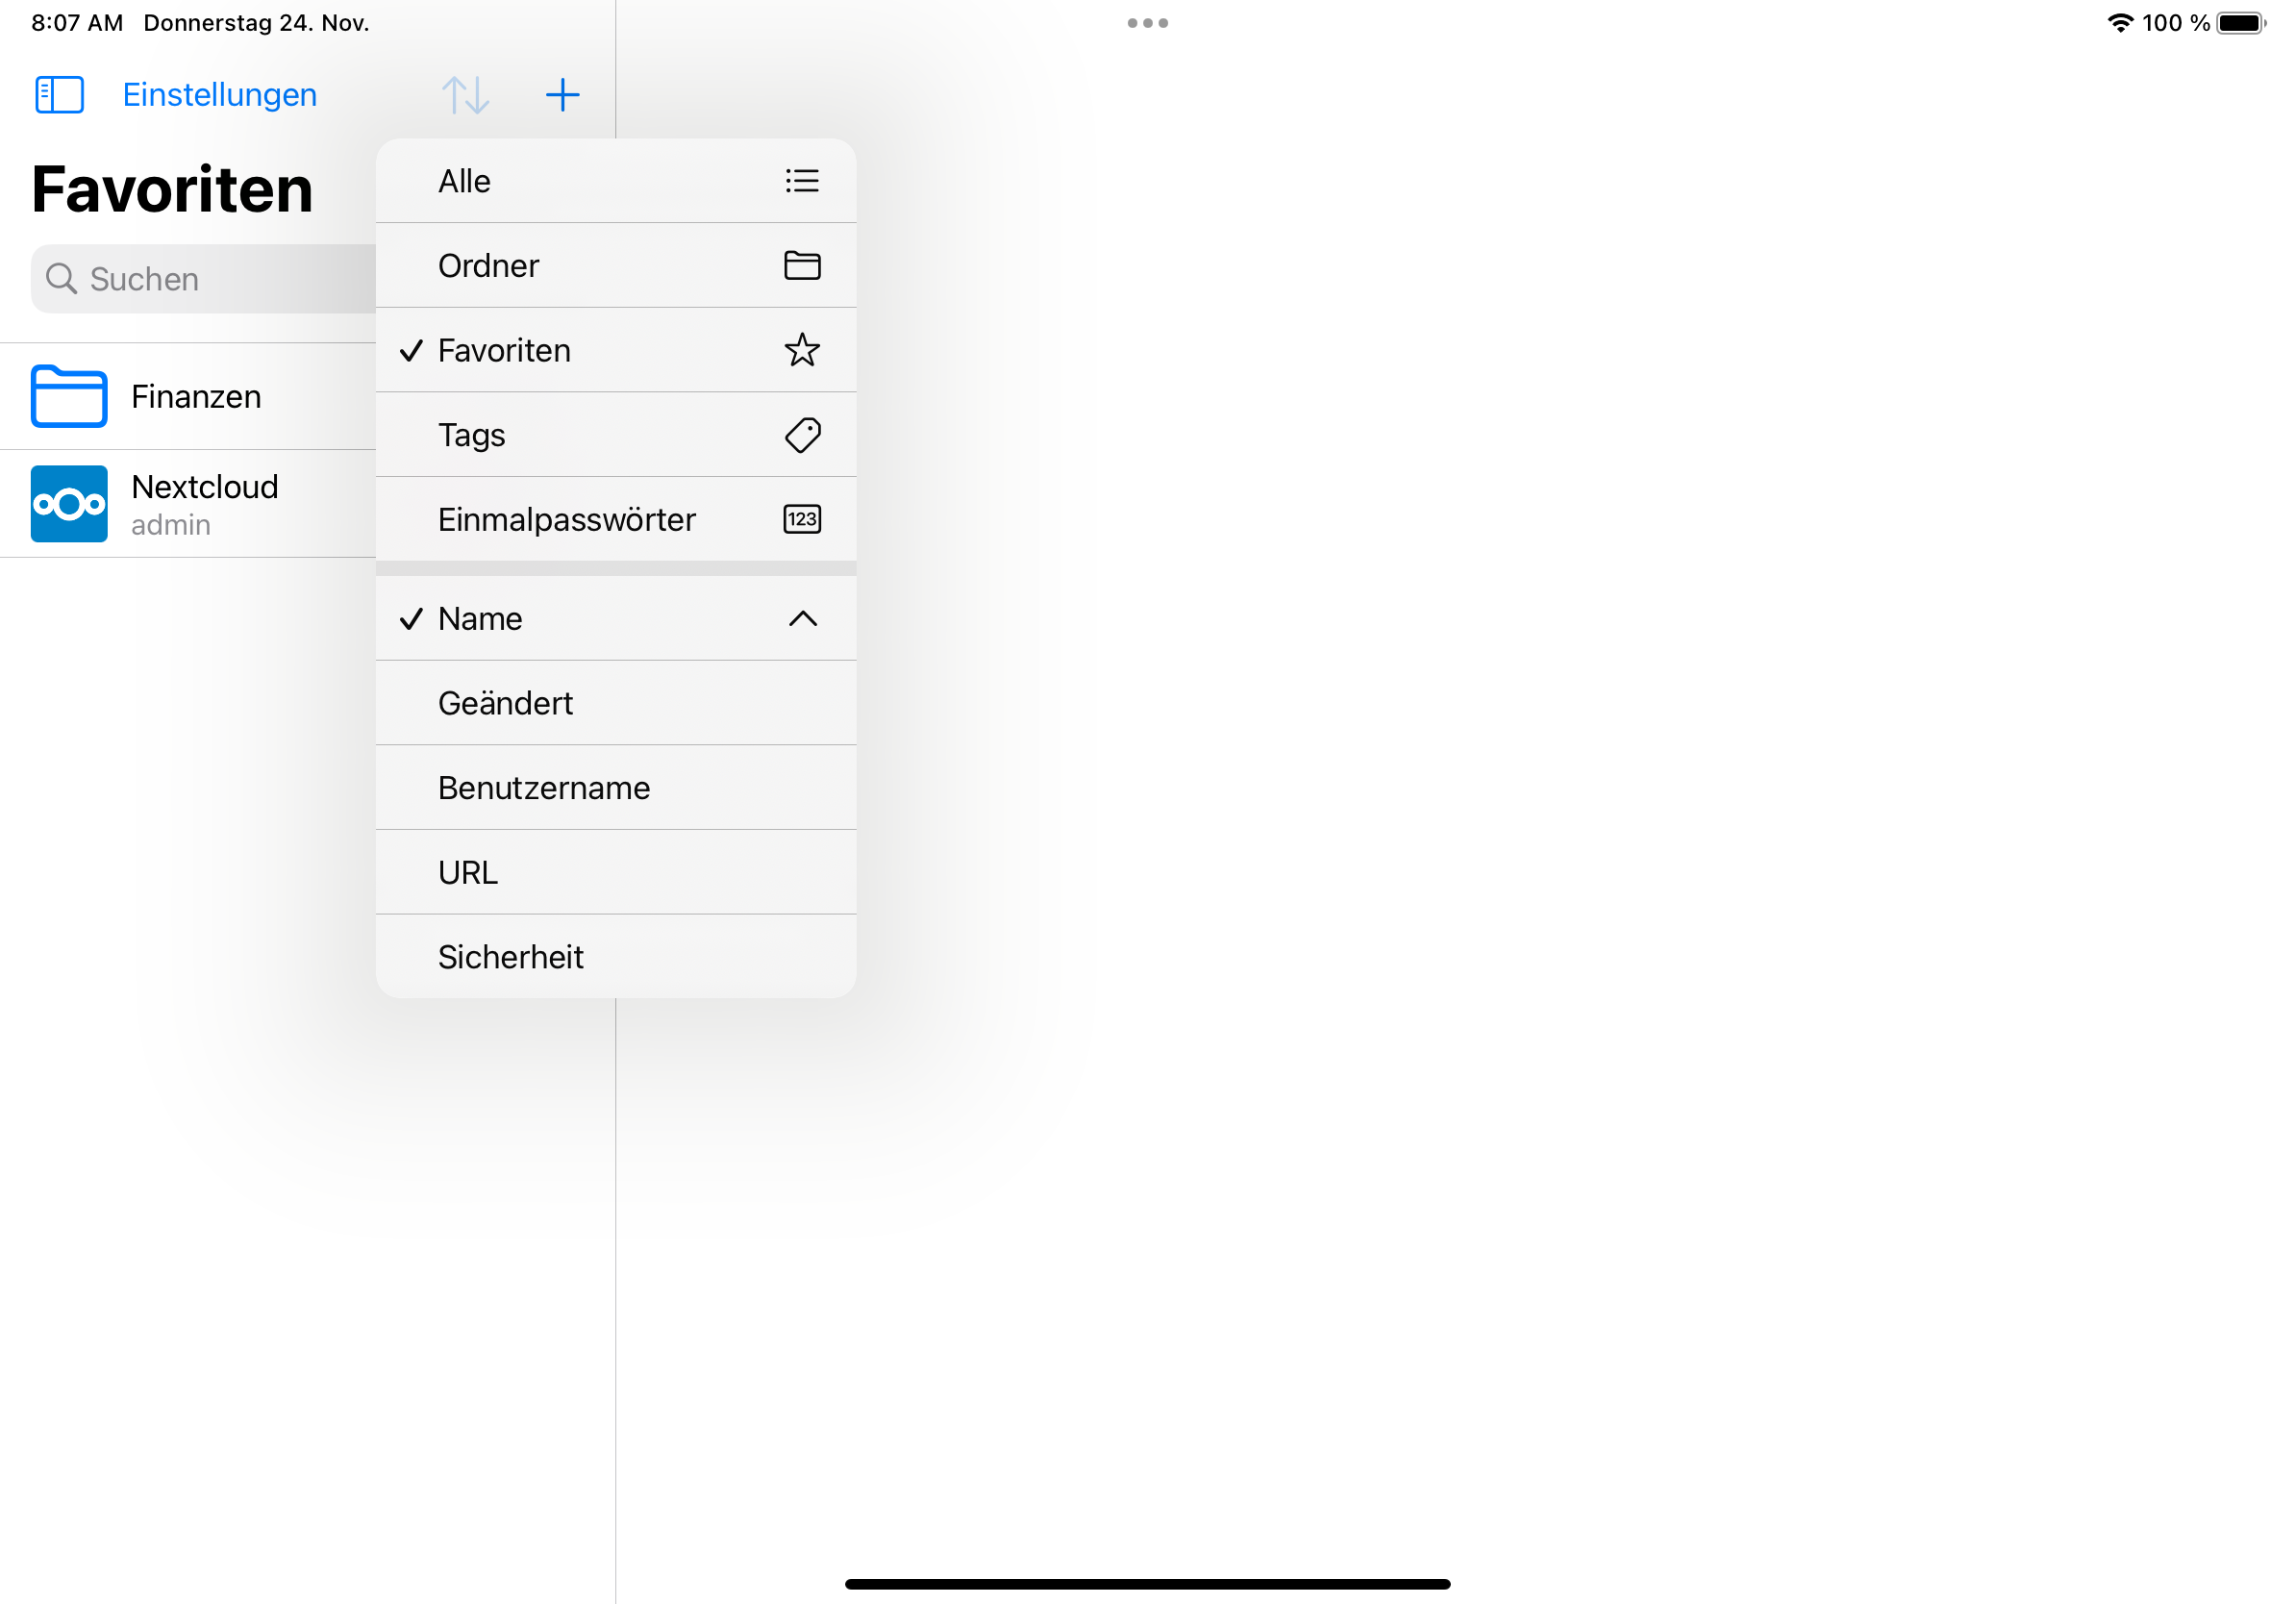 8:07 AM Donnerstag 24. Nov.
100 %
Einstellungen
Favoriten
Suchen
Finanzen
Nextcloud
admin
Alle
Ordner
Favoriten
Tags
Einmalpasswörter
123
Name
Geändert
Benutzername
URL
Sicherheit